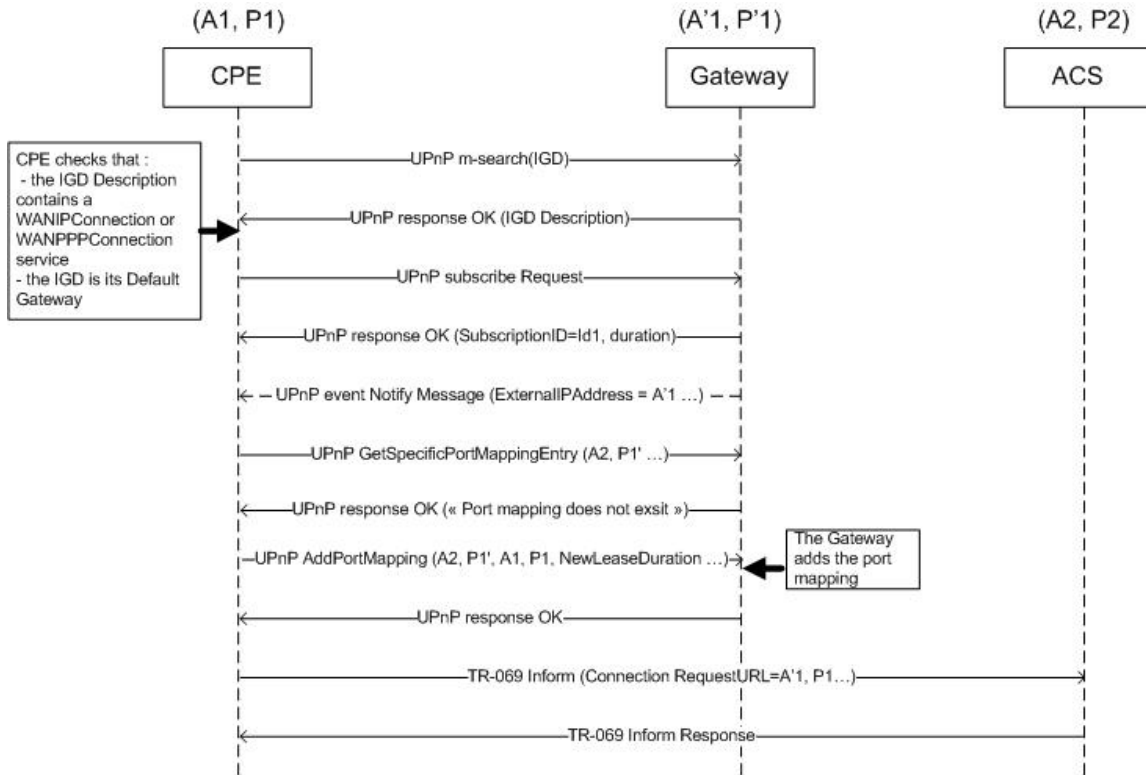 (A1, P1)
(A'1, P'1)
(A2, P2)
CPE
Gateway
ACS
CPE checks that :
- the IGD Description
contains a
WANIPConnection or
WANPPPConnection
service
- the IGD is its Default
Gateway
UPnP m-search(IGD)
UPnP response OK (IGD Description)
UPnP subscribe Request
UPnP response OK (SubscriptionID=Id1, duration)
UPnP event Notify Message (ExternalIPAddress = A'1 ...)
UPnP GetSpecificPortMappingEntry (A2, P1' ...)
UPnP response OK (« Port mapping does not exsit »)
UPnP AddPortMapping (A2, P1', A1, P1, NewLeaseDuration ...)
The Gateway
adds the port
mapping
UPnP response OK
TR-069 Inform (Connection RequestURL=A'1, P1...)
TR-069 Inform Response